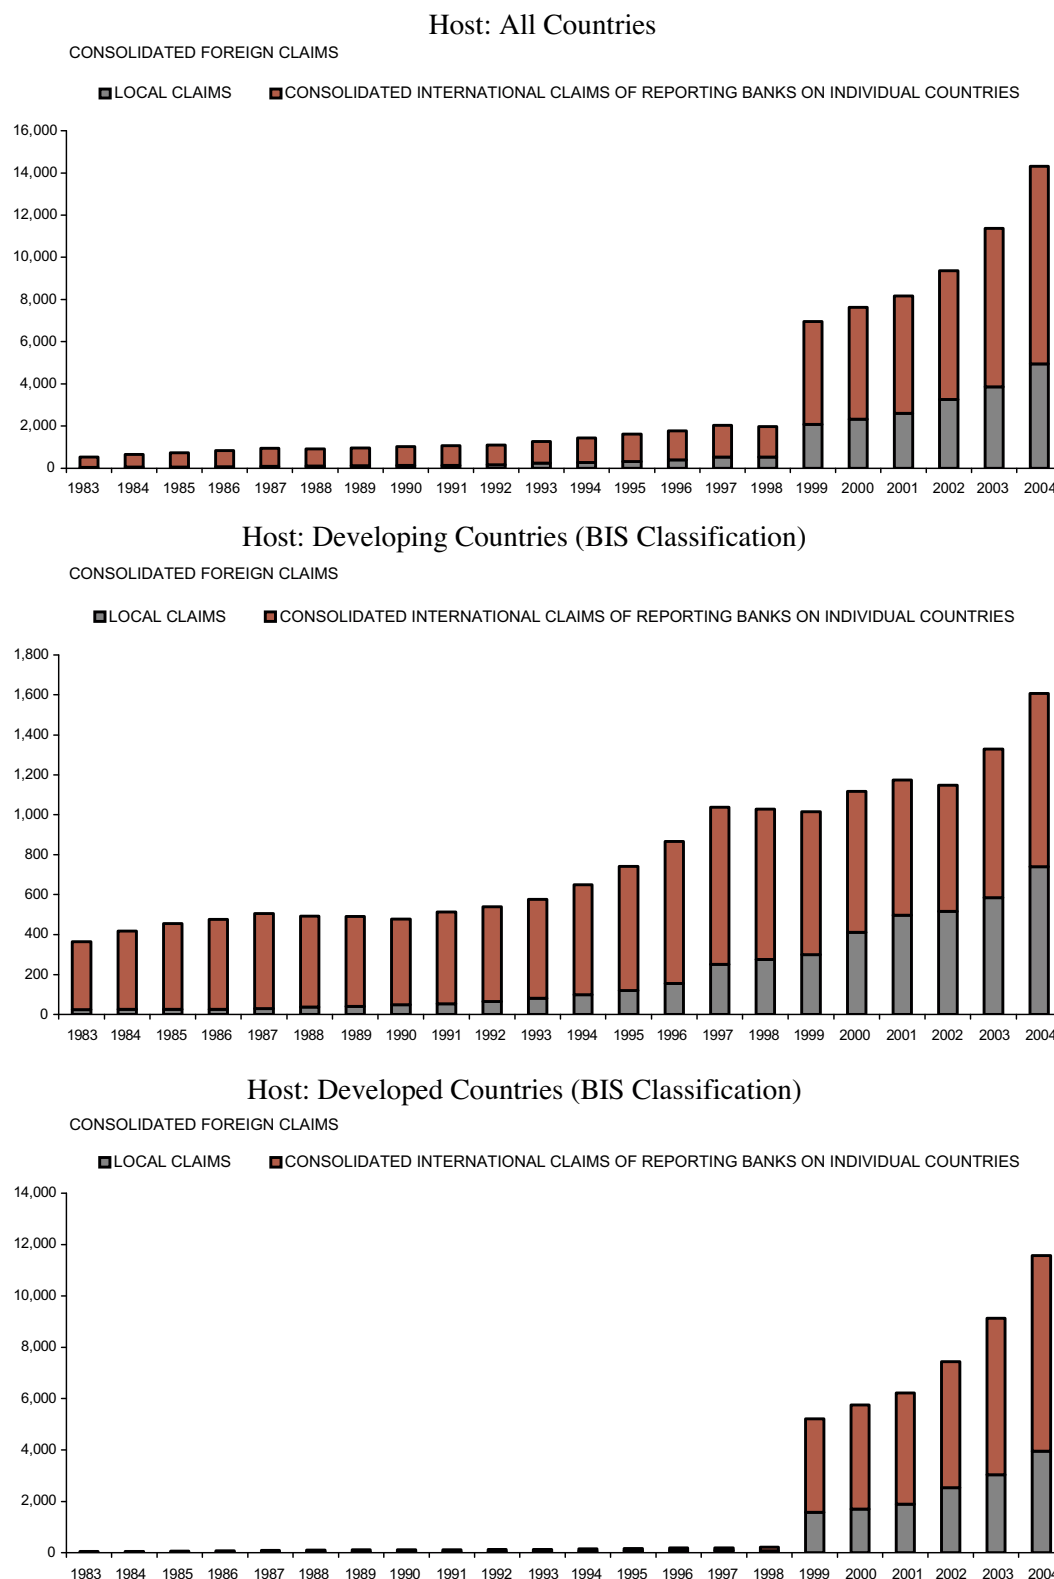 Host: All Countries
CONSOLIDATED FOREIGN CLAIMS
LOCAL CLAIMS CONSOLIDATED INTERNATIONAL CLAIMS OF REPORTING BANKS ON INDIVIDUAL COUNTRIES
16,000
14,000
12,000
10,000
8,000
6,000
4,000
2,000
0
1983 1984 1985 1986 1987 1988 1989 1990 1991 1992 1993 1994 1995 1996 1997 1998 1999 2000 2001 2002 2003 2004
Host: Developing Countries (BIS Classification)
CONSOLIDATED FOREIGN CLAIMS
LOCAL CLAIMS CONSOLIDATED INTERNATIONAL CLAIMS OF REPORTING BANKS ON INDIVIDUAL COUNTRIES
1,800
1,600
1,400
1,200
1,000
800
600
400
200
0
1983 1984 1985 1986 1987 1988 1989 1990 1991 1992 1993 1994 1995 1996 1997 1998 1999 2000 2001 2002 2003 2004
Host: Developed Countries (BIS Classification)
CONSOLIDATED FOREIGN CLAIMS
LOCAL CLAIMS CONSOLIDATED INTERNATIONAL CLAIMS OF REPORTING BANKS ON INDIVIDUAL COUNTRIES
14,000
12,000
10,000
8,000
6,000
4,000
2,000
0
1983 1984 1985 1986 1987 1988 1989 1990 1991 1992 1993 1994 1995 1996 1997 1998 1999 2000 2001 2002 2003 2004